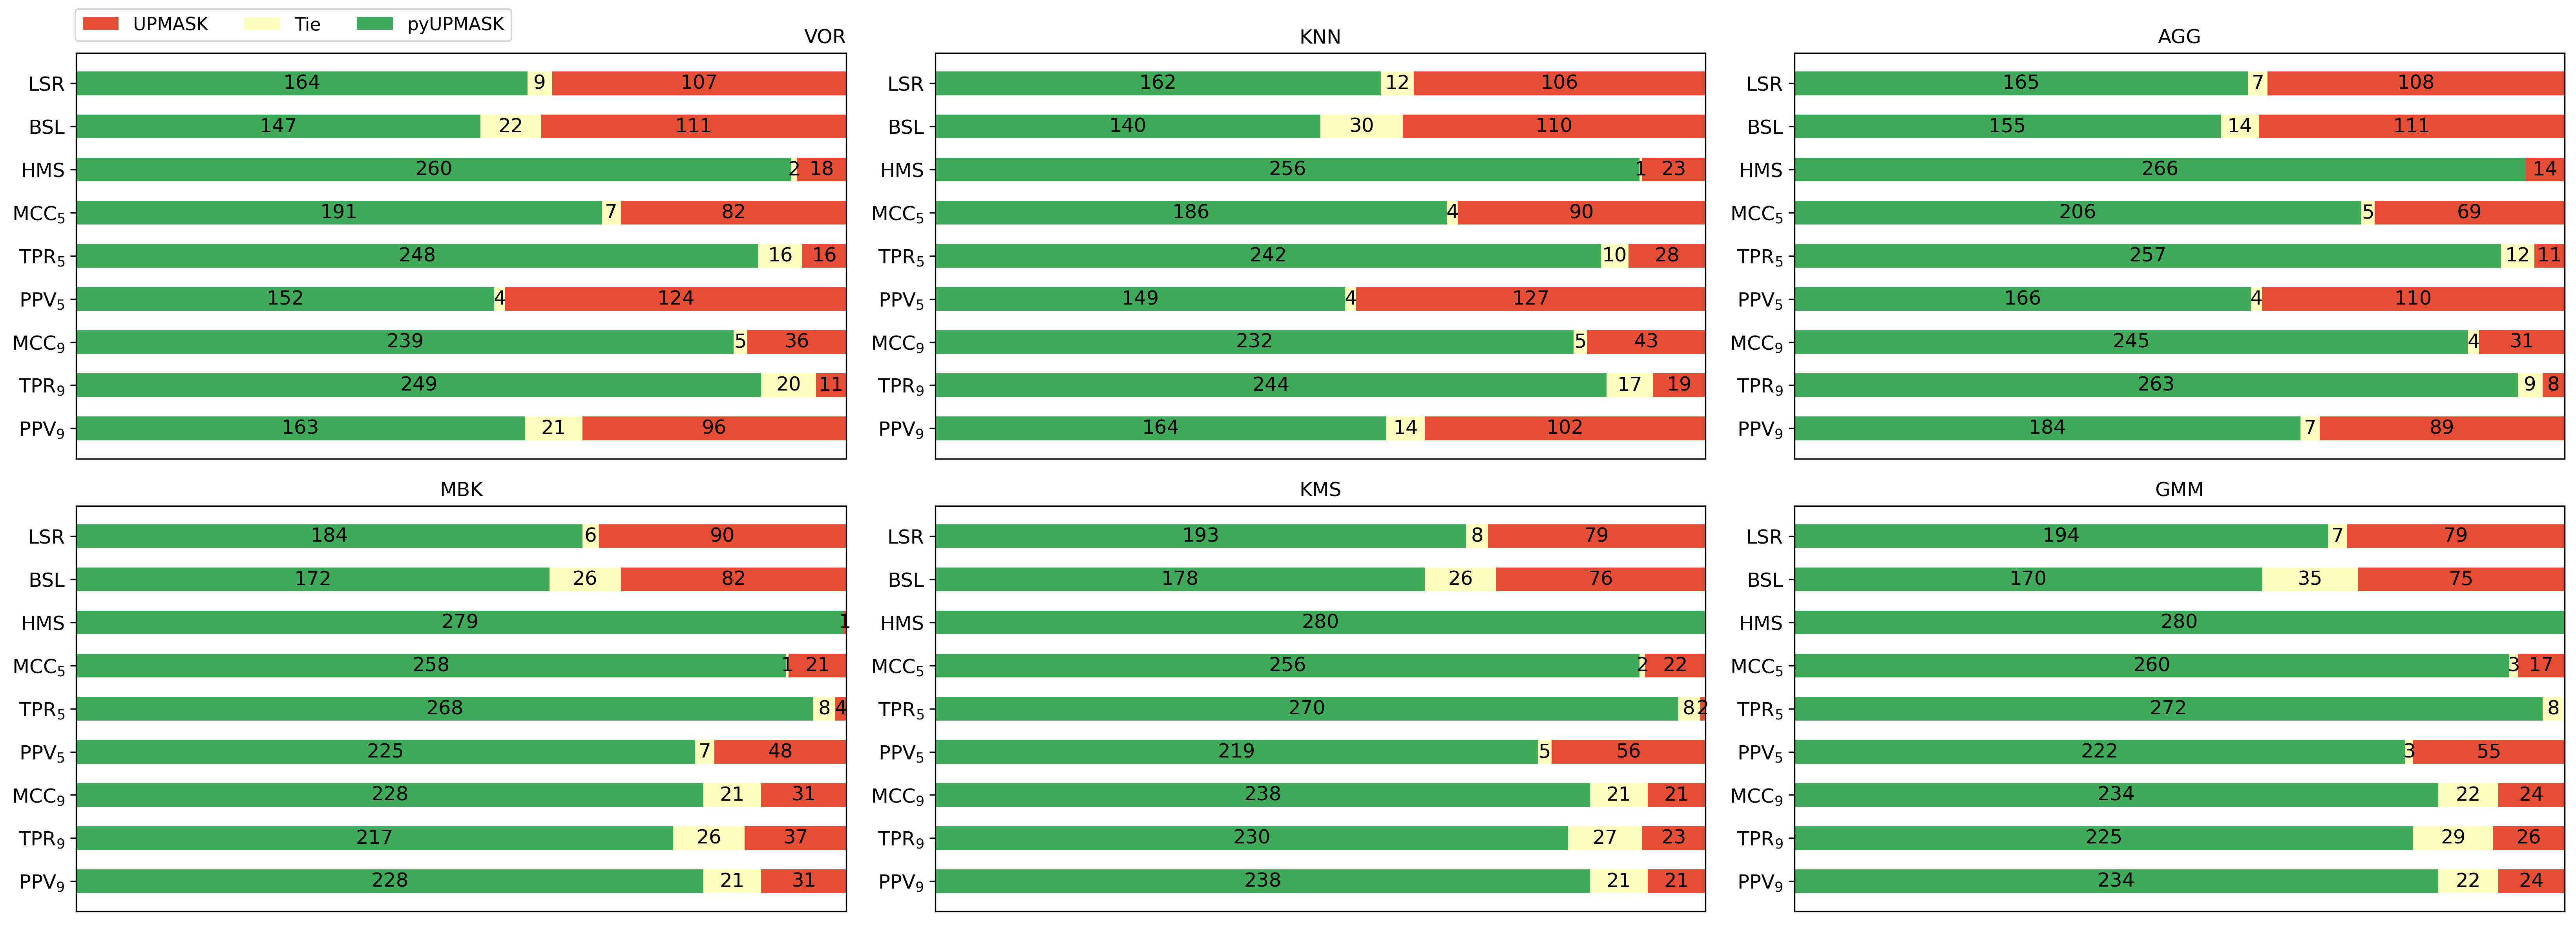 UPMASK Tie pyUPMASK
VOR
LSR 164 9 107
BSL 147 22 111
HMS 260 2 18
MCC₅ 191 7 82
TPR₅ 248 16 16
PPV₅ 152 4 124
MCC₉ 239 5 36
TPR₉ 249 20 11
PPV₉ 163 21 96
KNN
LSR 162 12 106
BSL 140 30 110
HMS 256 1 23
MCC₅ 186 4 90
TPR₅ 242 10 28
PPV₅ 149 4 127
MCC₉ 232 5 43
TPR₉ 244 17 19
PPV₉ 164 14 102
AGG
LSR 165 7 108
BSL 155 14 111
HMS 266 14
MCC₅ 206 5 69
TPR₅ 257 12 11
PPV₅ 166 4 110
MCC₉ 245 4 31
TPR₉ 263 9 8
PPV₉ 184 7 89
MBK
LSR 184 6 90
BSL 172 26 82
HMS 279 1
MCC₅ 258 1 21
TPR₅ 268 8 4
PPV₅ 225 7 48
MCC₉ 228 21 31
TPR₉ 217 26 37
PPV₉ 228 21 31
KMS
LSR 193 8 79
BSL 178 26 76
HMS 280
MCC₅ 256 2 22
TPR₅ 270 8 2
PPV₅ 219 5 56
MCC₉ 238 21 21
TPR₉ 230 27 23
PPV₉ 238 21 21
GMM
LSR 194 7 79
BSL 170 35 75
HMS 280
MCC₅ 260 3 17
TPR₅ 272 8
PPV₅ 222 3 55
MCC₉ 234 22 24
TPR₉ 225 29 26
PPV₉ 234 22 24